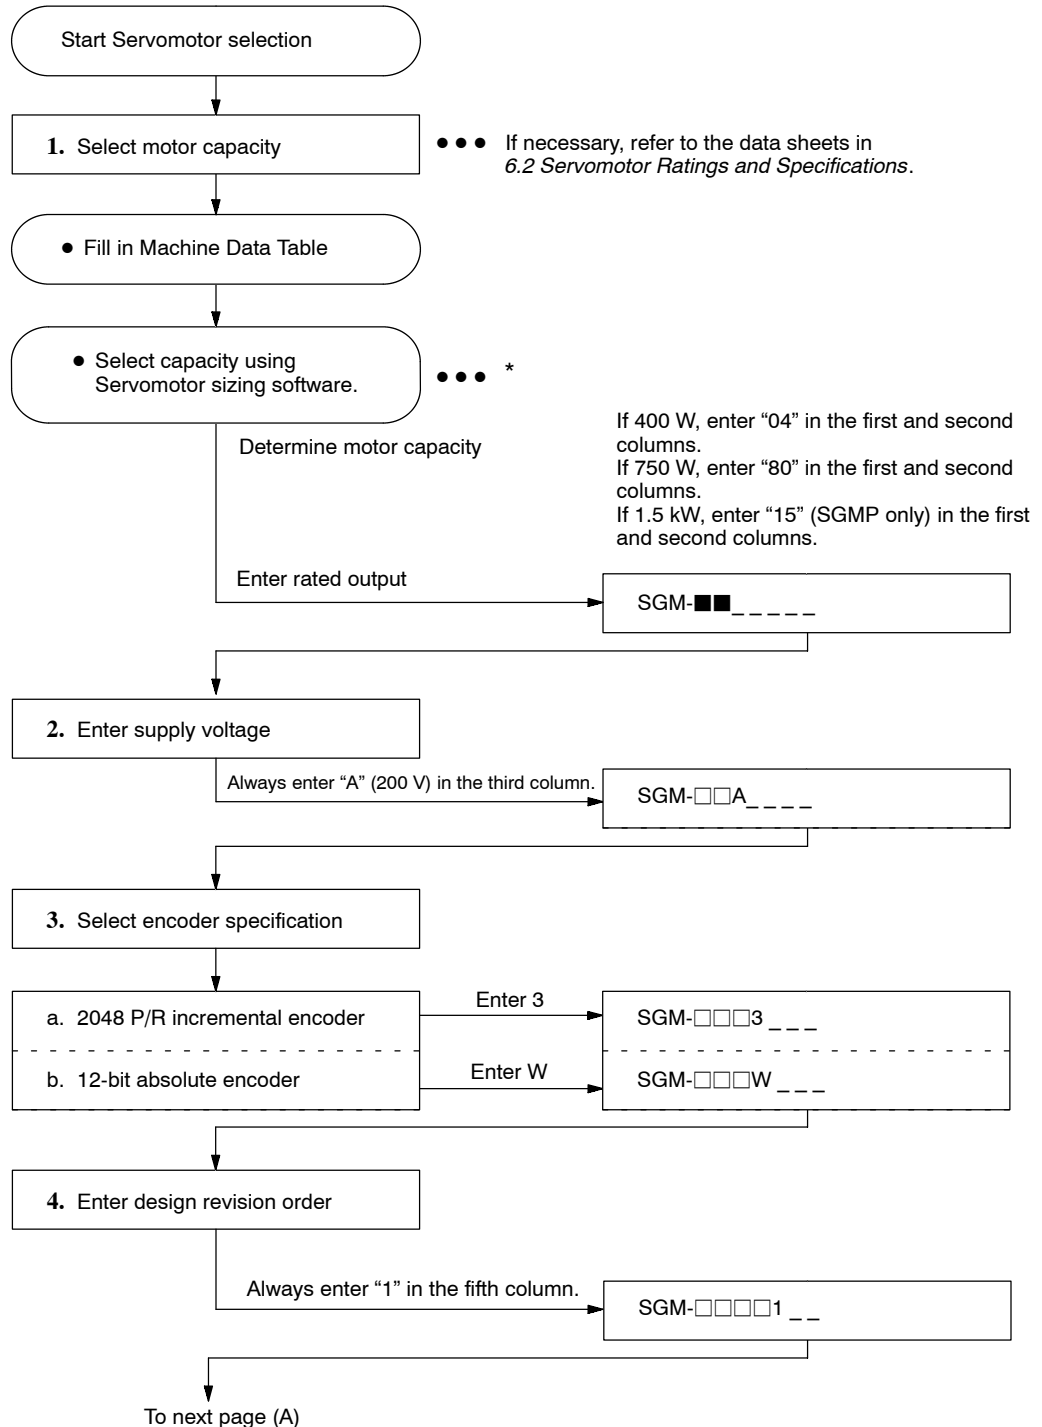 Start Servomotor selection
1. Select motor capacity
● ● ● If necessary, refer to the data sheets in
6.2 Servomotor Ratings and Specifications.
● Fill in Machine Data Table
● Select capacity using
Servomotor sizing software.
● ● ● *
Determine motor capacity
If 400 W, enter “04” in the first and second
columns.
If 750 W, enter “80” in the first and second
columns.
If 1.5 kW, enter “15” (SGMP only) in the first
and second columns.
Enter rated output
SGM-■■_ _ _ _ _
2. Enter supply voltage
Always enter “A” (200 V) in the third column.
SGM-□□A_ _ _ _
3. Select encoder specification
a. 2048 P/R incremental encoder
Enter 3
SGM-□□□3 _ _ _
b. 12-bit absolute encoder
Enter W
SGM-□□□W _ _ _
4. Enter design revision order
Always enter “1” in the fifth column.
SGM-□□□□1 _ _
To next page (A)